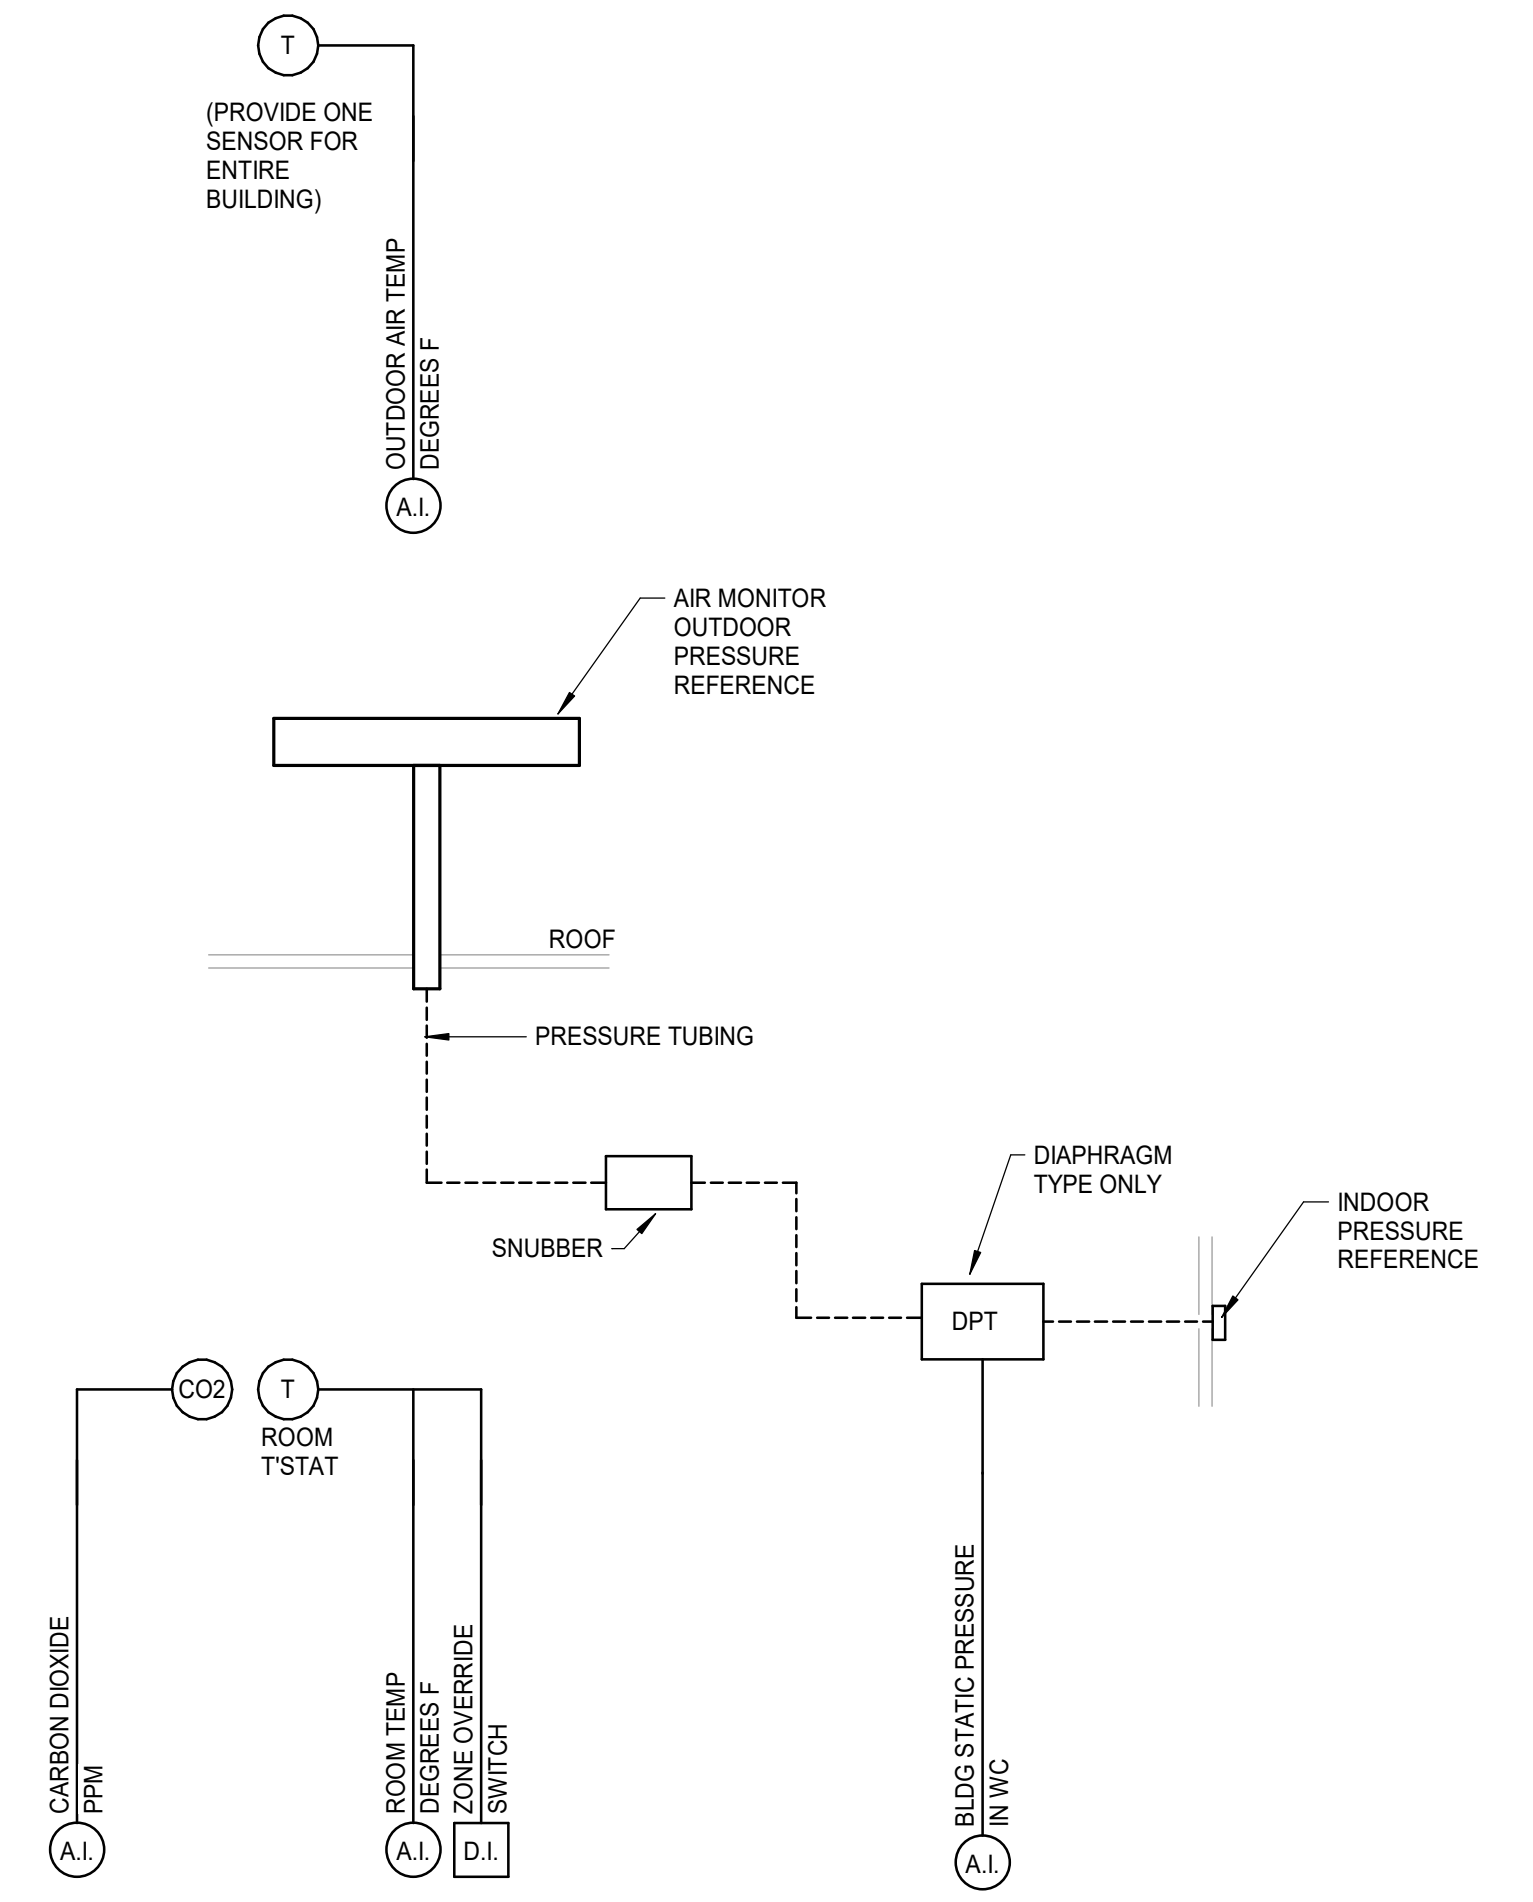 T
(PROVIDE ONE
SENSOR FOR
ENTIRE
BUILDING)
OUTDOOR AIR TEMP
DEGREES F
A.I.
AIR MONITOR
OUTDOOR
PRESSURE
REFERENCE
ROOF
PRESSURE TUBING
SNUBBER
DIAPHRAGM
TYPE ONLY
INDOOR
PRESSURE
REFERENCE
DPT
CO2
T
ROOM
T'STAT
CARBON DIOXIDE
PPM
ROOM TEMP
DEGREES F
ZONE OVERRIDE
SWITCH
BLDG STATIC PRESSURE
IN WC
A.I.
A.I.
D.I.
A.I.